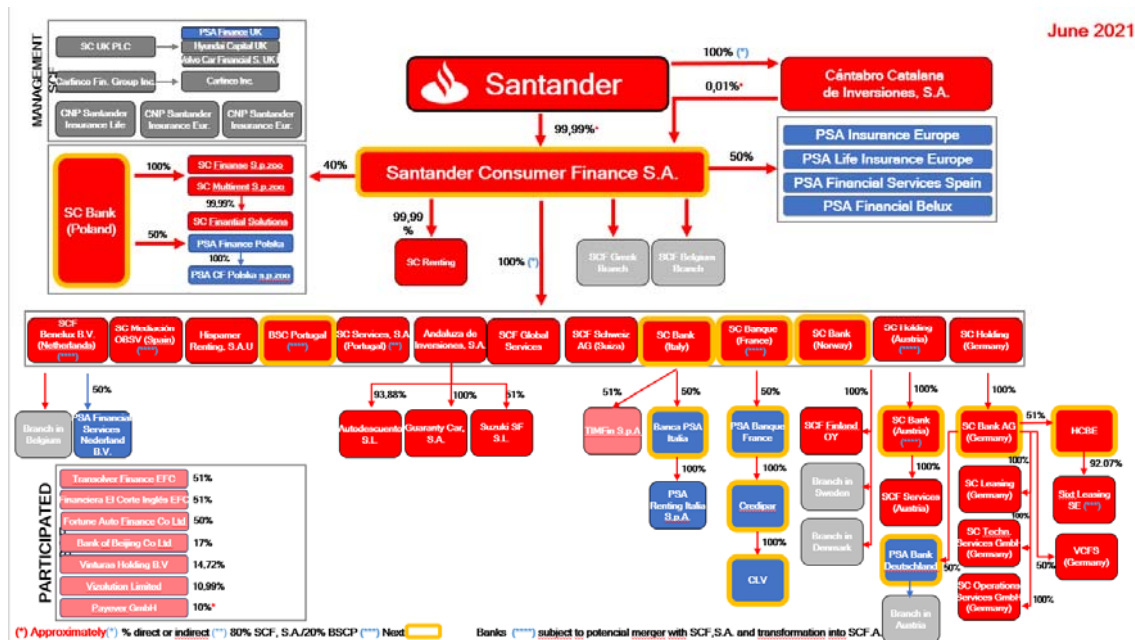 June 2021
MANAGEMENT
SCF
SC UK PLC
PSA Finance UK
Hyundai Capital UK
Volvo Car Financial S. UK
Carfinco Fin. Group Inc.
Carfinco Inc.
CNP Santander
Insurance Life
CNP Santander
Insurance Eur.
CNP Santander
Insurance Eur.
Santander
100% (*)
0,01%*
Cántabro Catalana
de Inversiones, S.A.
99,99%*
Santander Consumer Finance S.A.
40%
50%
PSA Insurance Europe
PSA Life Insurance Europe
PSA Financial Services Spain
PSA Financial Belux
SC Bank
(Poland)
100%
SC Finanse S.p.zoo
SC Multirent S.p.zoo
99,99%
SC Finantial Solutions
50%
PSA Finance Polska
100%
PSA CF Polska s.p.zoo
99,99
%
SC Renting
100% (*)
SCF Greek
Branch
SCF Belgium
Branch
SCF
Benelux B.V.
(Netherlands)
(****)
SC Mediación
OBSV (Spain)
(****)
Hispamer
Renting, S.A.U
BSC Portugal
(****)
SC Services, S.A
(Portugal) (**)
Andaluza de
Inversiones, S.A.
SCF Global
Services
SCF Schweiz
AG (Suiza)
SC Bank
(Italy)
SC Banque
(France)
(****)
SC Bank
(Norway)
SC Holding
(Austria)
(****)
SC Holding
(Germany)
50%
Branch in
Belgium
PSA Financial
Services
Nederland
B.V.
93,88%
100%
51%
Autodescuento
S.L.
Guaranty Car,
S.A.
Suzuki SF
S.L
51%
50%
50%
100%
100%
100%
TIMFin S.p.A
Banca PSA
Italia
100%
PSA
Renting Italia
S.p.A.
PSA Banque
France
100%
Credipar
100%
CLV
SCF Finland
OY
Branch in
Sweden
Branch in
Denmark
SC Bank
(Austria)
(****)
100%
SCF Services
(Austria)
PSA Bank
Deutschland
50%
Branch in
Austria
SC Bank AG
(Germany)
51%
HCBE
92.07%
100%
SC Leasing
(Germany)
Sixt Leasing
SE (***)
100%
SC Techn.
Services GmbH
(Germany)
VCFS
(Germany)
50%
SC Operations
Services GmbH
(Germany)
100%
PARTICIPATED
Transolver Finance EFC 51%
Financiera El Corte Inglés EFC 51%
Fortune Auto Finance Co Ltd 50%
Bank of Beijing Co Ltd 17%
Vinturas Holding B.V 14,72%
Vizolution Limited 10,99%
Payever GmbH 10%*
(*) Approximately(*) % direct or indirect (**) 80% SCF, S.A./20% BSCP (***) Next Banks (****) subject to potencial merger with SCF,S.A. and transformation into SCF.A.